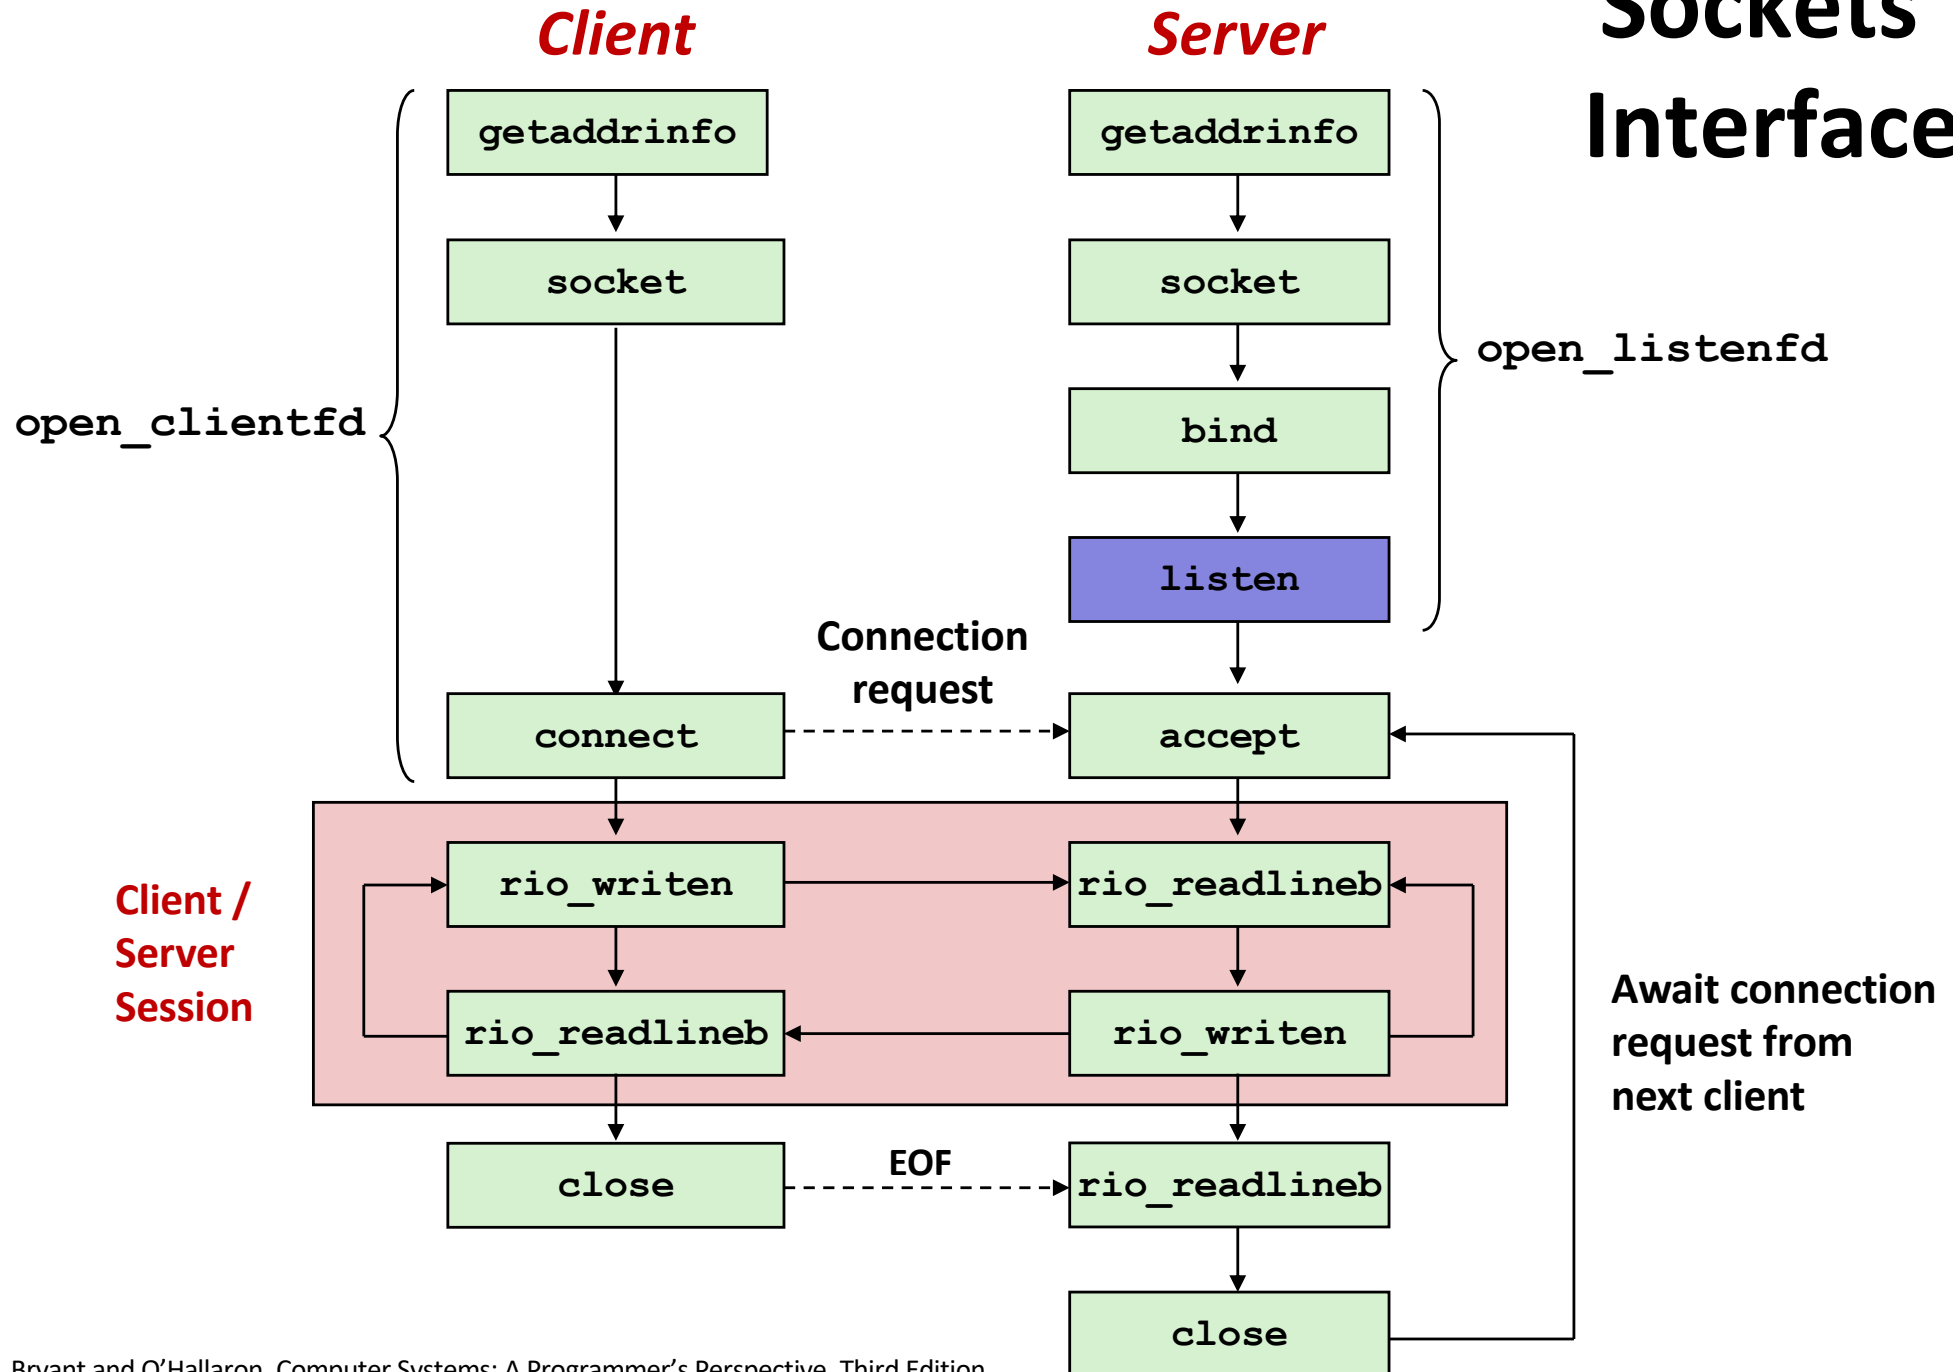 Sockets
Interface
Client
Server
getaddrinfo
getaddrinfo
socket
socket
open_listenfd
open_clientfd
bind
listen
Connection
request
connect
accept
Client /
Server
Session
rio_writen
rio_readlineb
rio_readlineb
rio_writen
Await connection
request from
next client
close
EOF
rio_readlineb
close
Bryant and O’Hallaron, Computer Systems: A Programmer’s Perspective, Third Edition